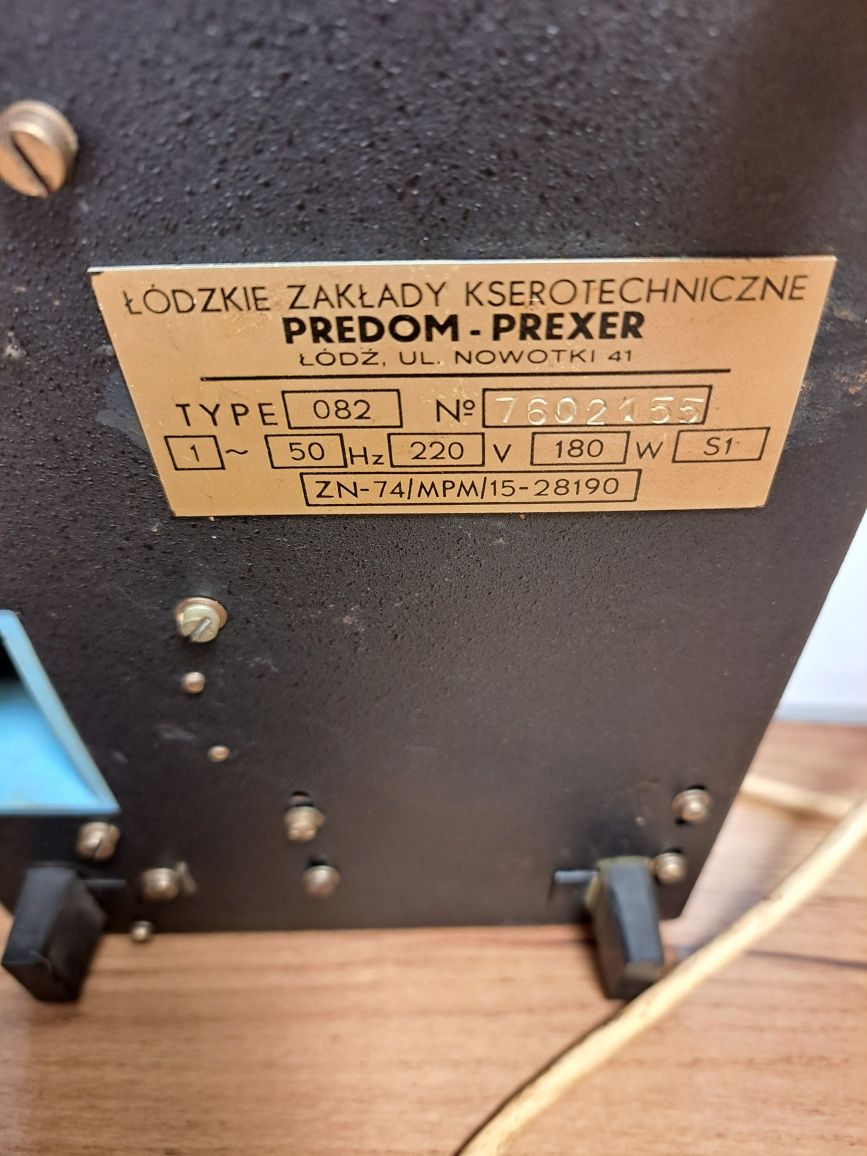 ŁÓDZKIE ZAKŁADY KSEROTECHNICZNE
PREDOM - PREXER
ŁÓDŹ, UL. NOWOTKI 41
TYPE 082 Nº 7602155
1 ~ 50 Hz 220 V 180 W S1
ZN-74/MPM/15-28190